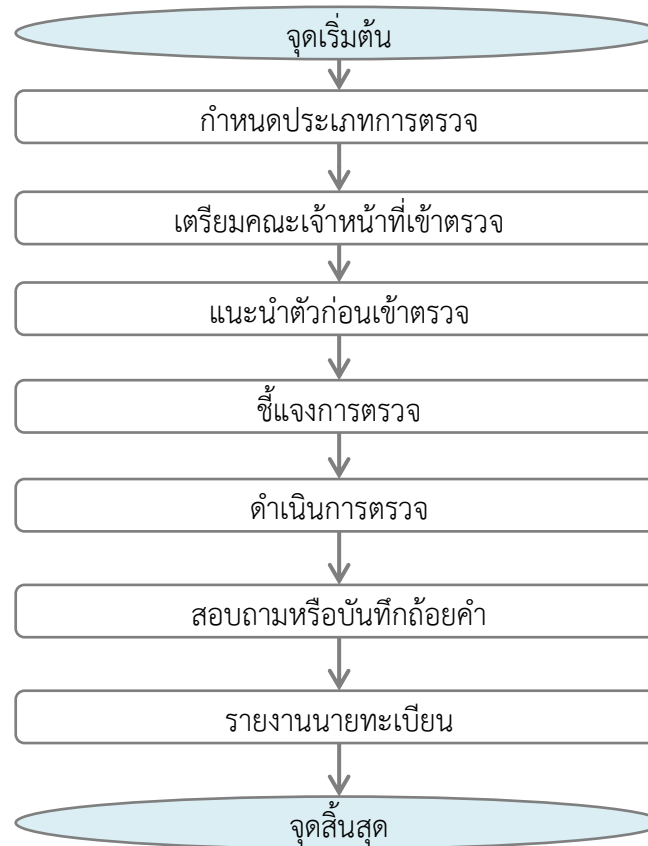 จุดเริ่มต้น
กำหนดประเภทการตรวจ
เตรียมคณะเจ้าหน้าที่เข้าตรวจ
แนะนำตัวก่อนเข้าตรวจ
ชี้แจงการตรวจ
ดำเนินการตรวจ
สอบถามหรือบันทึกถ้อยคำ
รายงานนายทะเบียน
จุดสิ้นสุด